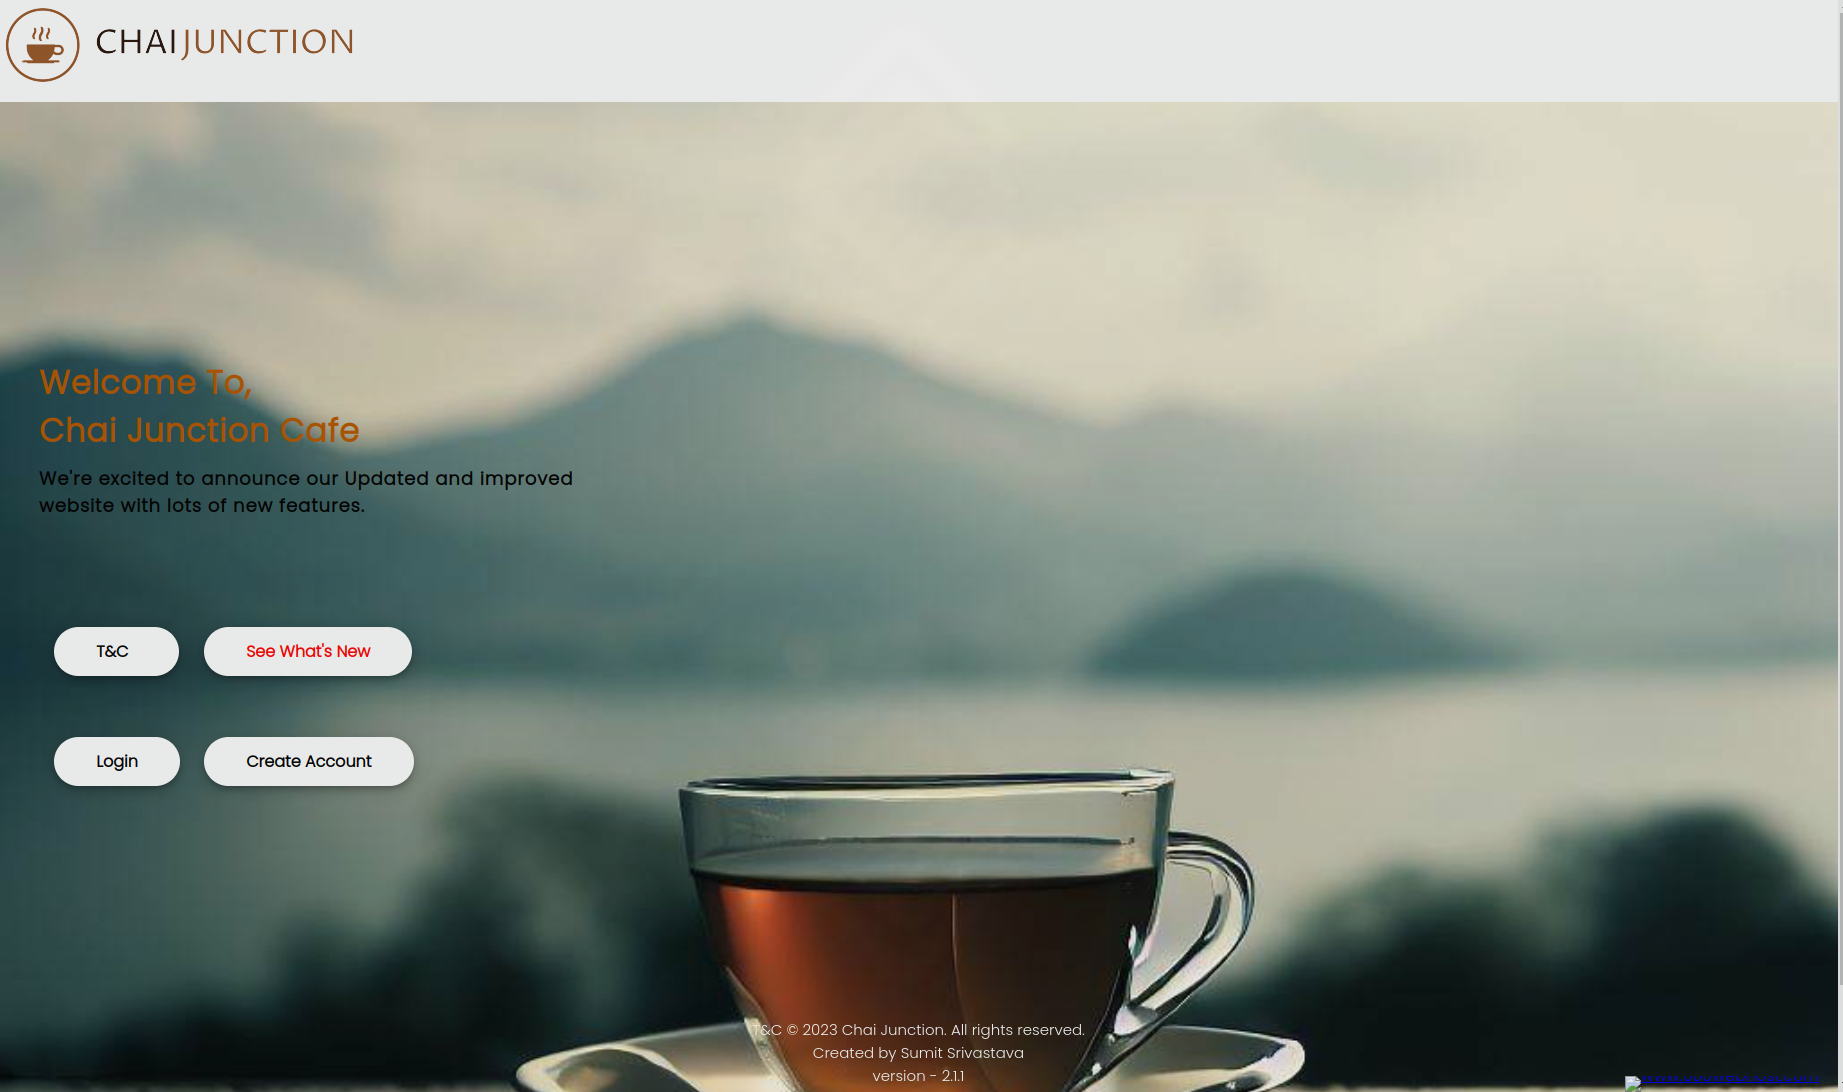 CHAIJUNCTION
Welcome To,
Chai Junction Cafe
We're excited to announce our Updated and improved
website with lots of new features.
T&C
See What's New
Login
Create Account
T&C © 2023 Chai Junction. All rights reserved.
Created by Sumit Srivastava
version - 2.1.1